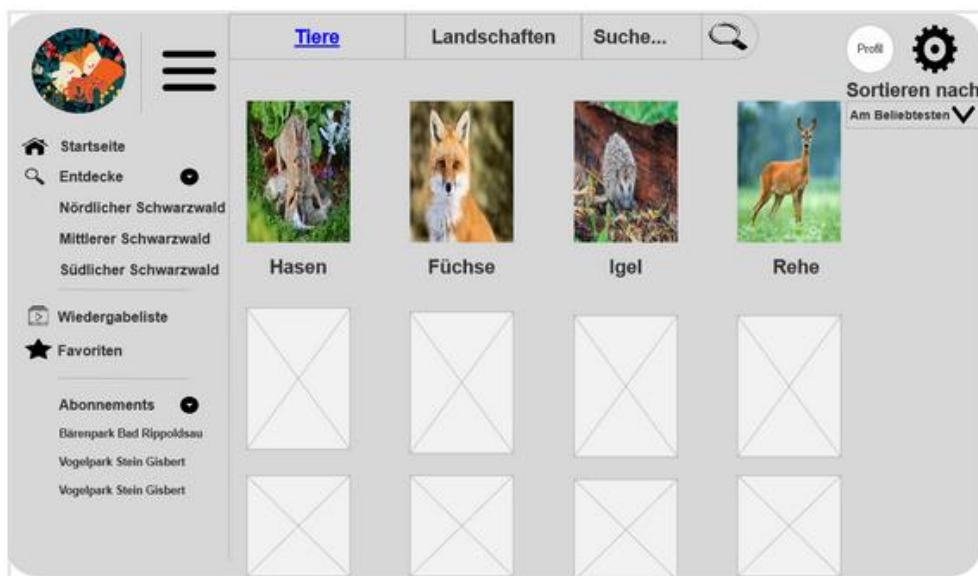 Tiere
Landschaften
Suche...
Profil
Sortieren nach
Am Beliebtesten
Startseite
Entdecke
Nördlicher Schwarzwald
Mittlerer Schwarzwald
Südlicher Schwarzwald
Wiedergabeliste
Favoriten
Abonnements
Bärenpark Bad Rippoldsau
Vogelpark Stein Gisbert
Vogelpark Stein Gisbert
Hasen
Füchse
Igel
Rehe